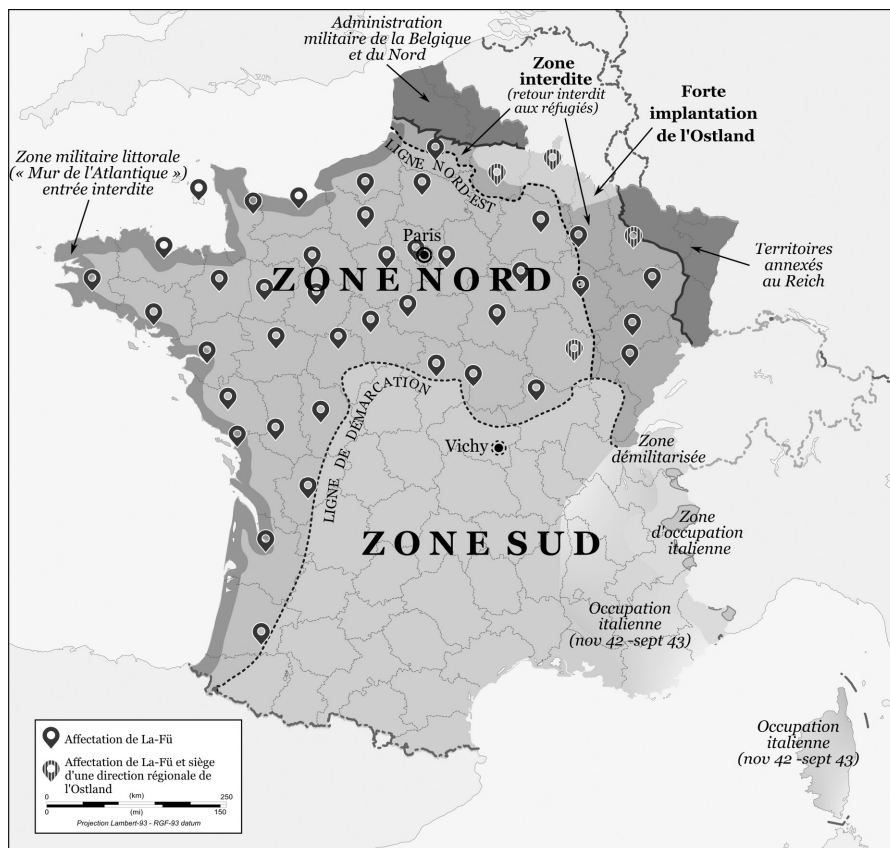 Administration
militaire de la Belgique
et du Nord
Zone
interdite
(retour interdit
aux réfugiés)
Forte
implantation
de l'Ostland
Zone militaire littorale
(« Mur de l'Atlantique »)
entrée interdite
LIGNE NORD-EST
Territoires
annexés
au Reich
Paris
ZONE NORD
LIGNE DE DÉMARCATION
Vichy
Zone
démilitarisée
ZONE SUD
Zone
d'occupation
italienne
Occupation
italienne
(nov 42 -sept 43)
Occupation
italienne
(nov 42 -sept 43)
Affectation de La-Fü
Affectation de La-Fü et siège
d'une direction régionale de
l'Ostland
0 (km) 250
0 (mi) 150
Projection Lambert-93 - RGF-93 datum